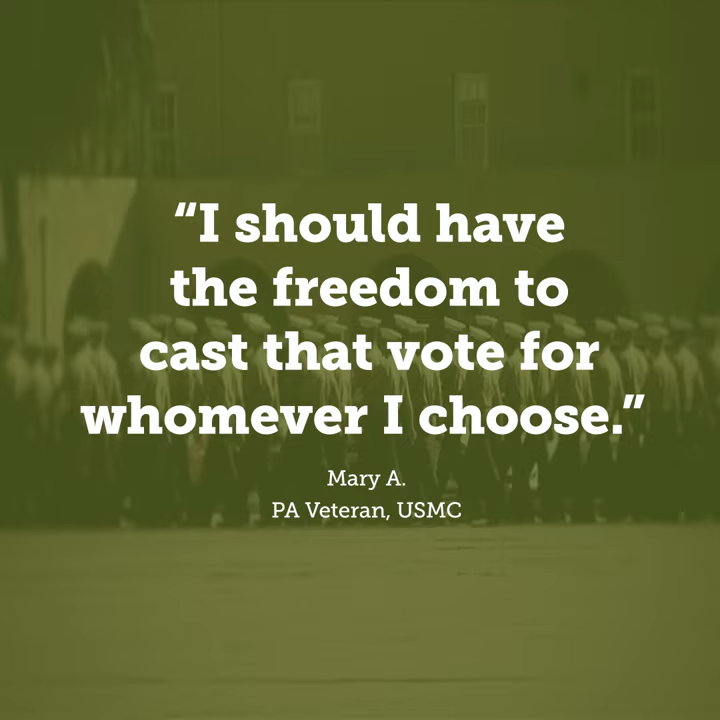 “I should have
the freedom to
cast that vote for
whomever I choose.”
Mary A.
PA Veteran, USMC